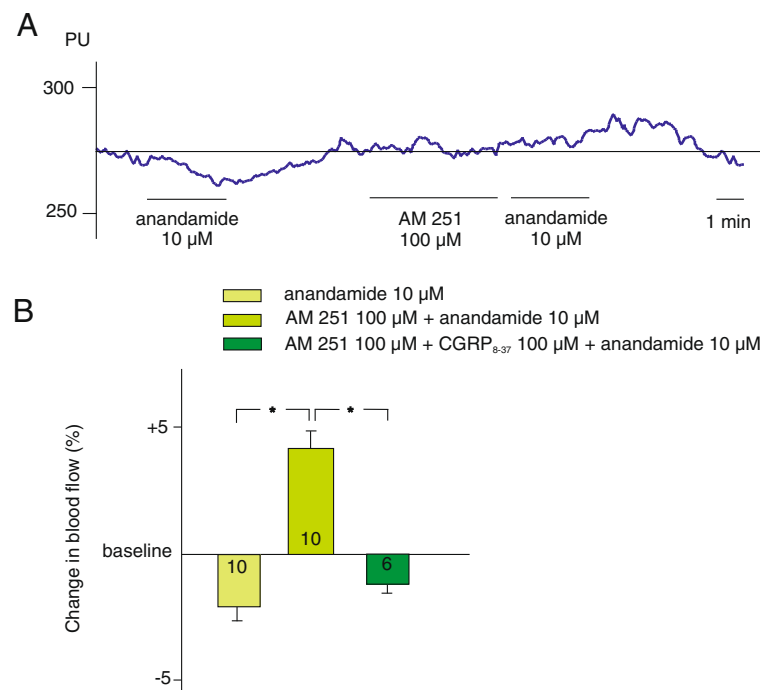 A
PU
300
250
anandamide
10 µM
AM 251
100 µM
anandamide
10 µM
1 min
B
anandamide 10 µM
AM 251 100 µM + anandamide 10 µM
AM 251 100 µM + CGRP₈₋₃₇ 100 µM + anandamide 10 µM
Change in blood flow (%)
+5
* *
baseline
10
10
6
-5